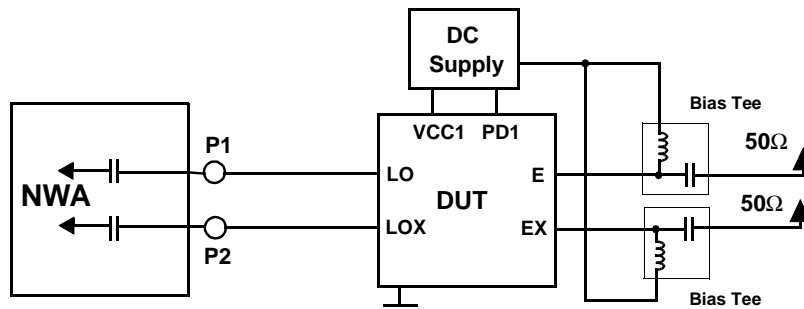 DC
Supply
Bias Tee
VCC1 PD1
P1
50Ω
NWA
LO
E
DUT
50Ω
LOX
EX
P2
Bias Tee